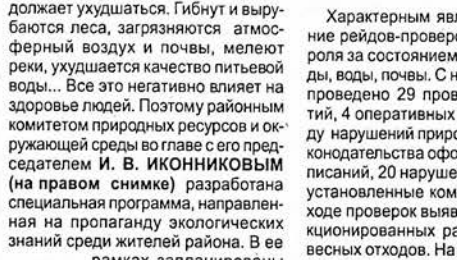 должает ухудшаться. Гибнут и выру-
баются леса, загрязняются атмос-
ферный воздух и почвы, мелеют
реки, ухудшается качество питьевой
воды... Все это негативно влияет на
здоровье людей. Поэтому районным
комитетом природных ресурсов и ок-
ружающей среды во главе с его пред-
седателем И. В. ИКОННИКОВЫМ
(на правом снимке) разработана
специальная программа, направлен-
ная на пропаганду экологических
знаний среди жителей района. В ее
рамках запланированы
Характерным явл
ние рейдов-проверо
роля за состоянием
ды, воды, почвы. С н
проведено 29 пров
тий, 4 оперативных
ду нарушений приро
конодательства офо
писаний, 20 наруше
установленные ком
ходе проверок выяв
кционированных ра
весных отходов. На